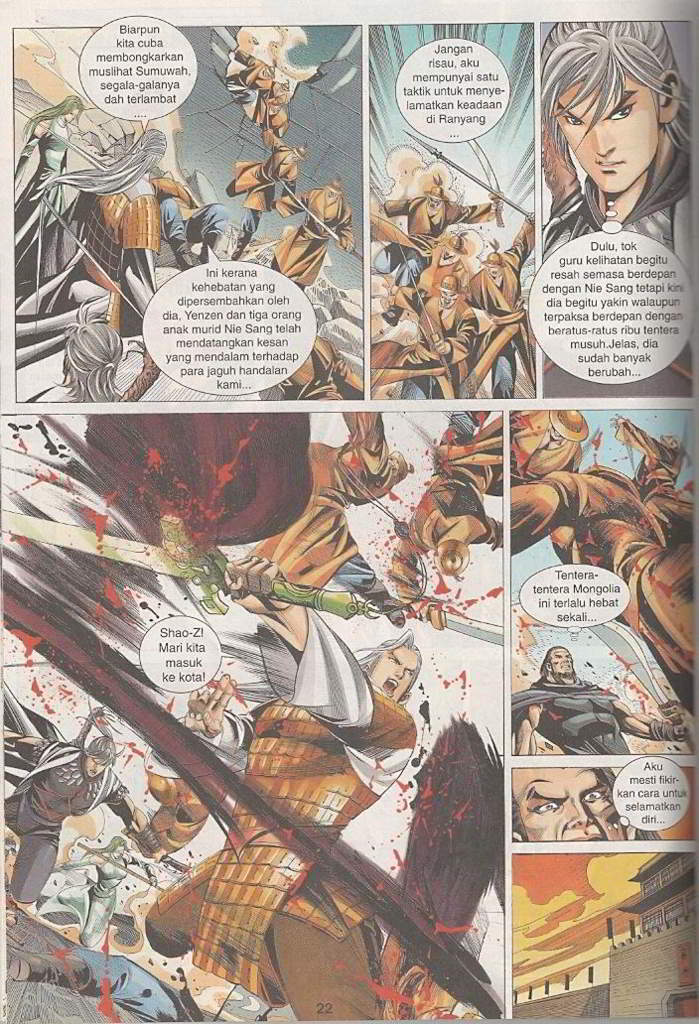 Biarpun
kita cuba
membongkarkan
muslihat Sumuwah,
segala-galanya
dah terlambat
....
Ini kerana
kehebatan yang
dipersembahkan oleh
dia, Yenzen dan tiga orang
anak murid Nie Sang telah
mendatangkan kesan
yang mendalam terhadap
para jaguh handalan
kami...
Jangan
risau, aku
mempunyai satu
taktik untuk menye-
lamatkan keadaan
di Ranyang
...
Dulu, tok
guru kelihatan begitu
resah semasa berdepan
dengan Nie Sang tetapi kini
dia begitu yakin walaupun
terpaksa berdepan dengan
beratus-ratus ribu tentera
musuh.Jelas, dia
sudah banyak
berubah...
Shao-Z!
Mari kita
masuk
ke kota!
Tentera-
tentera Mongolia
ini terlalu hebat
sekali...
Aku
mesti fikir-
kan cara untuk
selamatkan
diri...
22